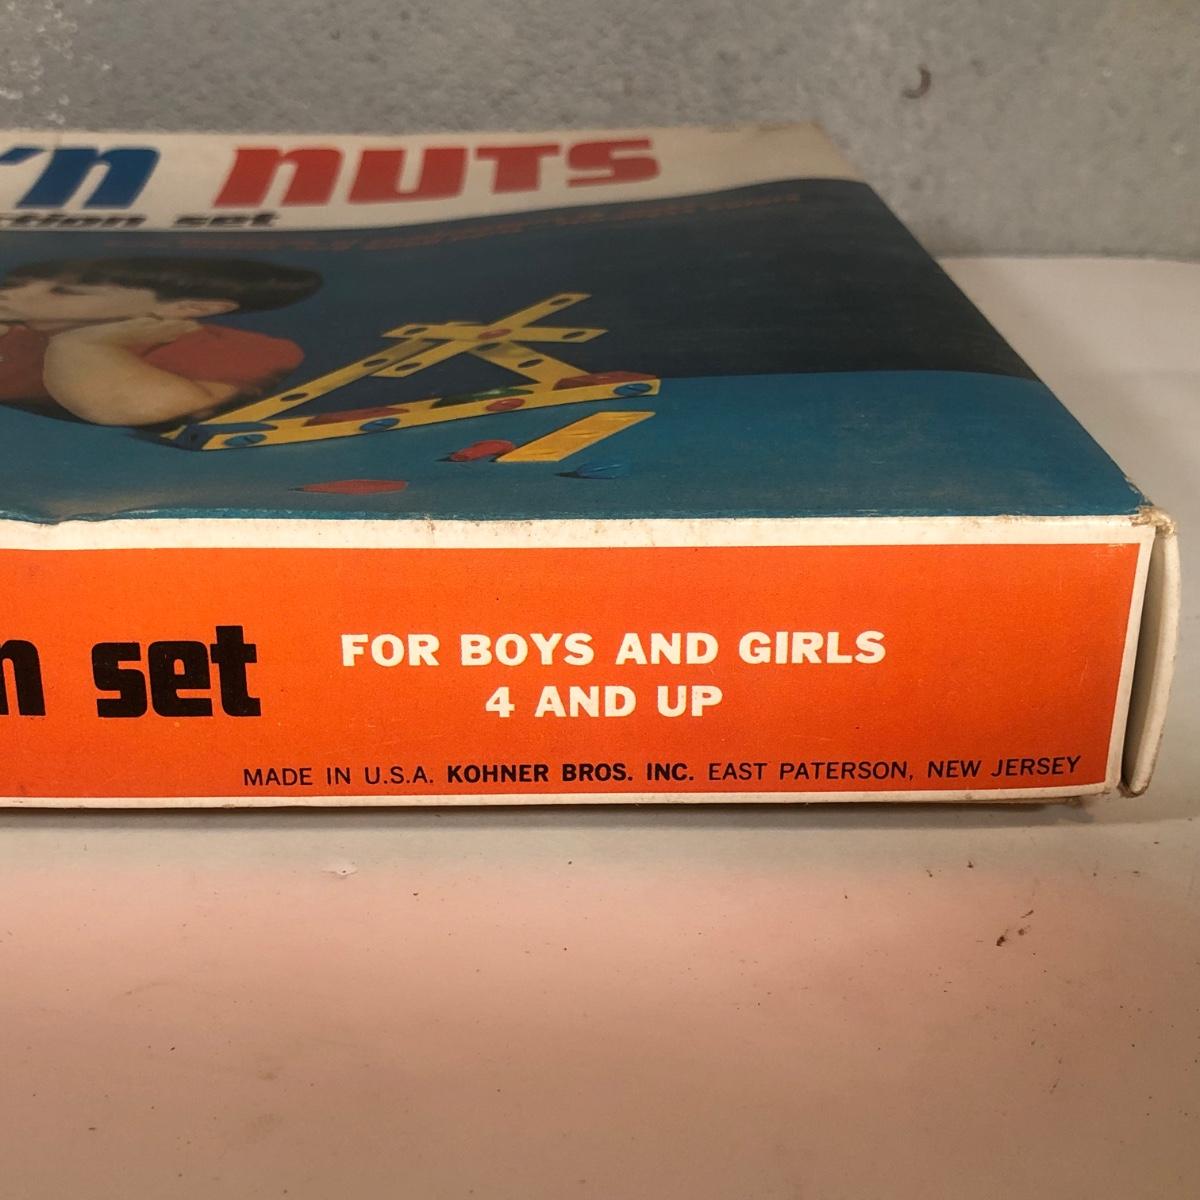 'n nuts
ction set
n set
FOR BOYS AND GIRLS
4 AND UP
MADE IN U.S.A. KOHNER BROS. INC. EAST PATERSON, NEW JERSEY